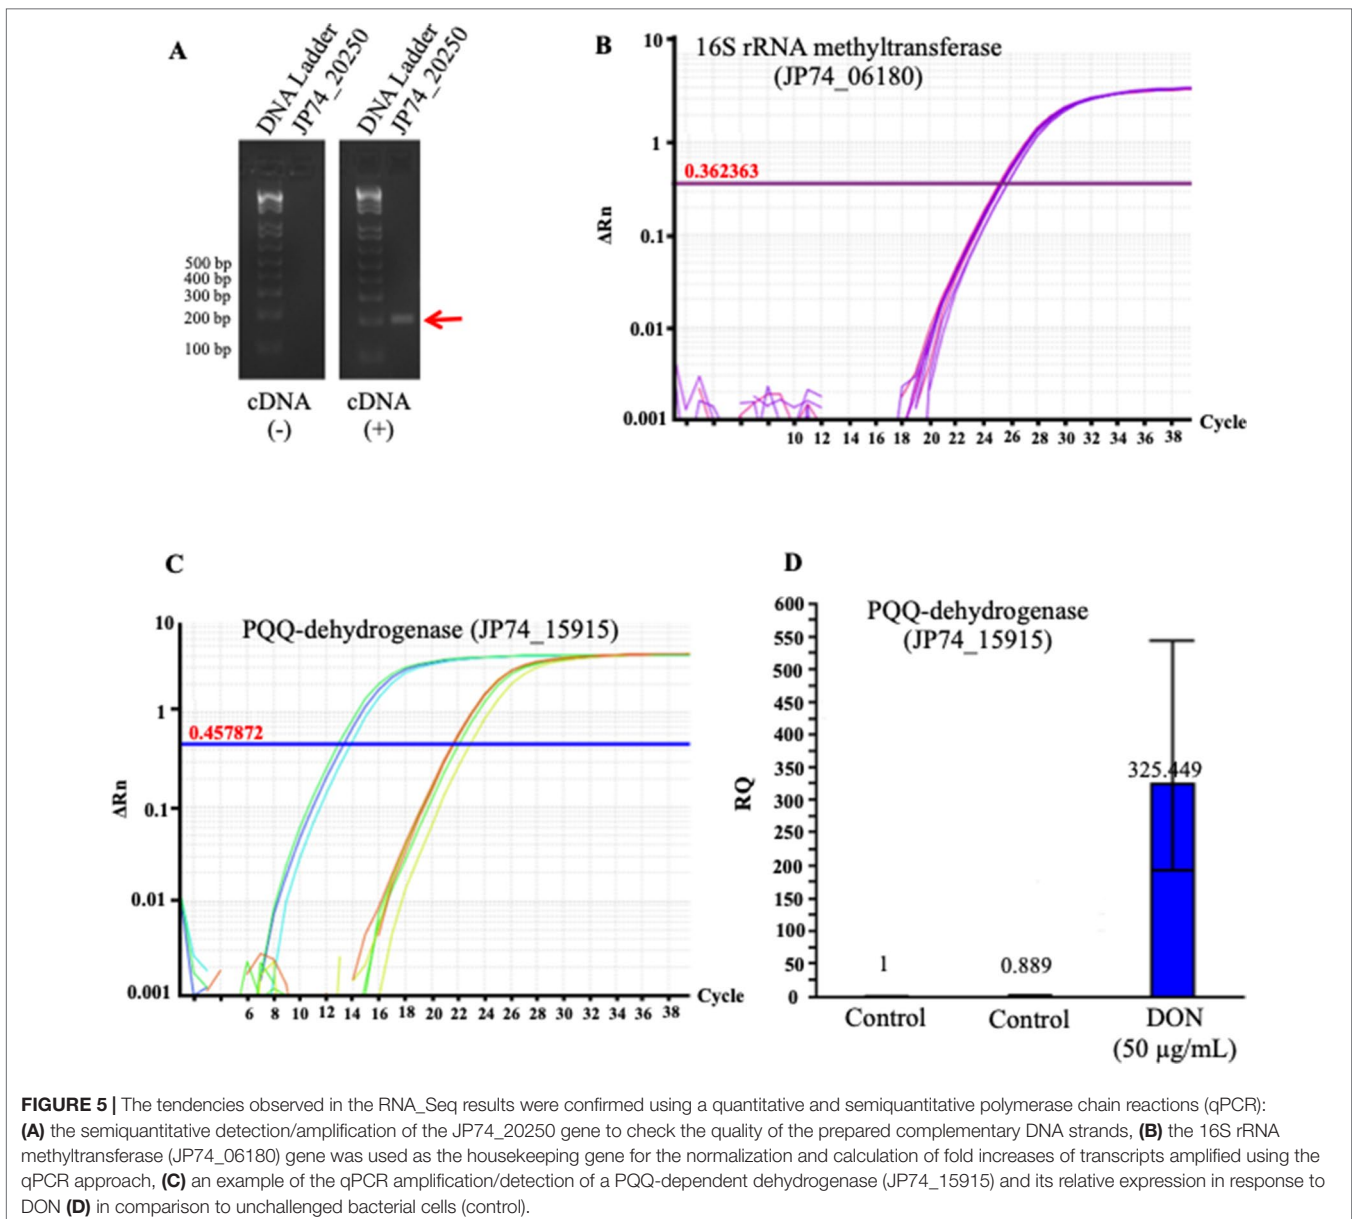 A
DNA Ladder
JP74_20250
DNA Ladder
JP74_20250
500 bp
400 bp
300 bp
200 bp
100 bp
cDNA
(-)
cDNA
(+)
B
16S rRNA methyltransferase
(JP74_06180)
10
1
0.362363
0.1
0.01
0.001
ΔRn
10 12 14 16 18 20 22 24 26 28 30 32 34 36 38
Cycle
C
PQQ-dehydrogenase (JP74_15915)
10
1
0.457872
0.1
0.01
0.001
ΔRn
6 8 10 12 14 16 18 20 22 24 26 28 30 32 34 36 38
Cycle
D
PQQ-dehydrogenase
(JP74_15915)
600
550
500
450
400
350
300
250
200
150
100
50
0
RQ
1
0.889
325.449
Control
Control
DON
(50 µg/mL)
FIGURE 5 | The tendencies observed in the RNA_Seq results were confirmed using a quantitative and semiquantitative polymerase chain reactions (qPCR):
(A) the semiquantitative detection/amplification of the JP74_20250 gene to check the quality of the prepared complementary DNA strands, (B) the 16S rRNA
methyltransferase (JP74_06180) gene was used as the housekeeping gene for the normalization and calculation of fold increases of transcripts amplified using the
qPCR approach, (C) an example of the qPCR amplification/detection of a PQQ-dependent dehydrogenase (JP74_15915) and its relative expression in response to
DON (D) in comparison to unchallenged bacterial cells (control).